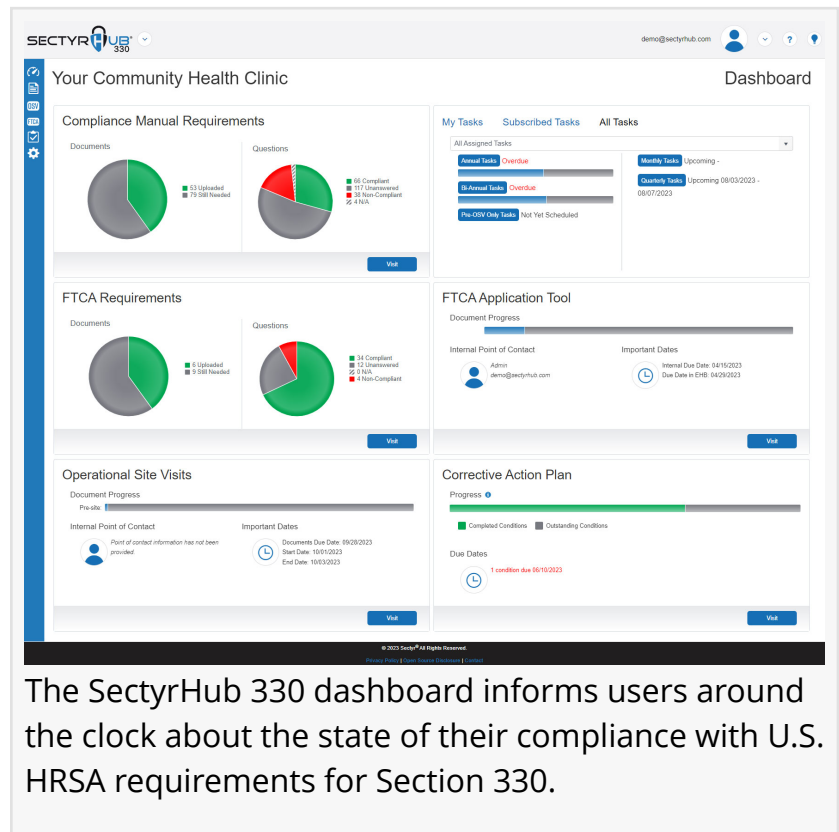 SECTYRHUB®
330
demo@sectyrhub.com
?
OSV
FTCA
Your Community Health Clinic
Dashboard
Compliance Manual Requirements
Documents
53 Uploaded
79 Still Needed
Questions
66 Compliant
117 Unanswered
38 Non-Compliant
4 N/A
Visit
My Tasks Subscribed Tasks All Tasks
All Assigned Tasks
Annual Tasks Overdue
Bi-Annual Tasks Overdue
Pre-OSV Only Tasks Not Yet Scheduled
Monthly Tasks Upcoming -
Quarterly Tasks Upcoming 08/03/2023 -
08/07/2023
FTCA Requirements
Documents
6 Uploaded
9 Still Needed
Questions
34 Compliant
12 Unanswered
0 N/A
4 Non-Compliant
Visit
FTCA Application Tool
Document Progress
Internal Point of Contact
Admin
demo@sectyrhub.com
Important Dates
Internal Due Date: 04/15/2023
Due Date in EHB: 04/29/2023
Visit
Operational Site Visits
Document Progress
Pre-site:
Internal Point of Contact
Point of contact information has not been
provided
Important Dates
Documents Due Date: 09/28/2023
Start Date: 10/01/2023
End Date: 10/03/2023
Visit
Corrective Action Plan
Progress
Completed Conditions Outstanding Conditions
Due Dates
1 condition due 06/10/2023
Visit
© 2023 Sectyr® All Rights Reserved.
Privacy Policy | Open Source Disclosure | Contact
The SectyrHub 330 dashboard informs users around
the clock about the state of their compliance with U.S.
HRSA requirements for Section 330.